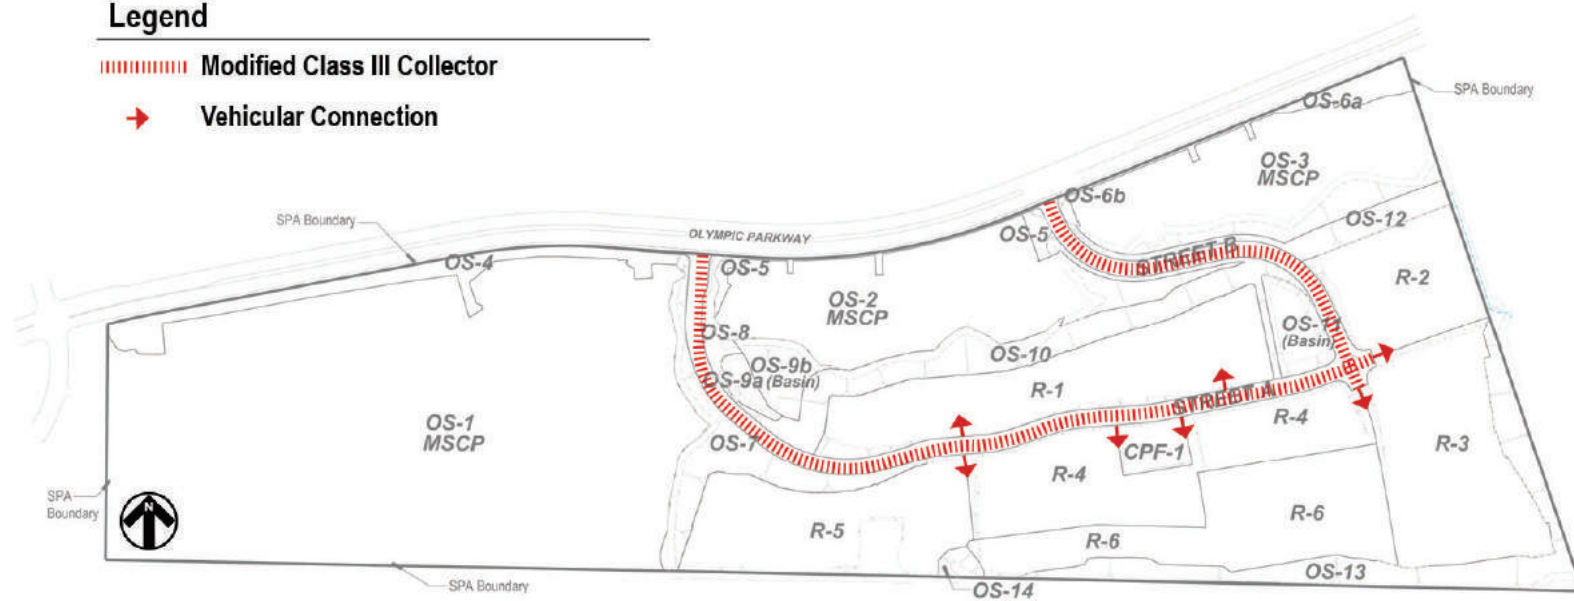 Legend
Modified Class III Collector
Vehicular Connection
SPA Boundary
OS-6a
OS-3
MSCP
OS-6b
SPA Boundary
OS-12
OLYMPIC PARKWAY
OS-5
STREET B
OS-4
OS-5
R-2
OS-2
MSCP
OS-8
OS-11
(Basin)
OS-10
OS-9b
OS-9a (Basin)
R-1
STREET A
OS-1
MSCP
R-4
OS-7
CPF-1
R-3
R-4
SPA
Boundary
N
R-5
R-6
R-6
OS-13
SPA Boundary
OS-14